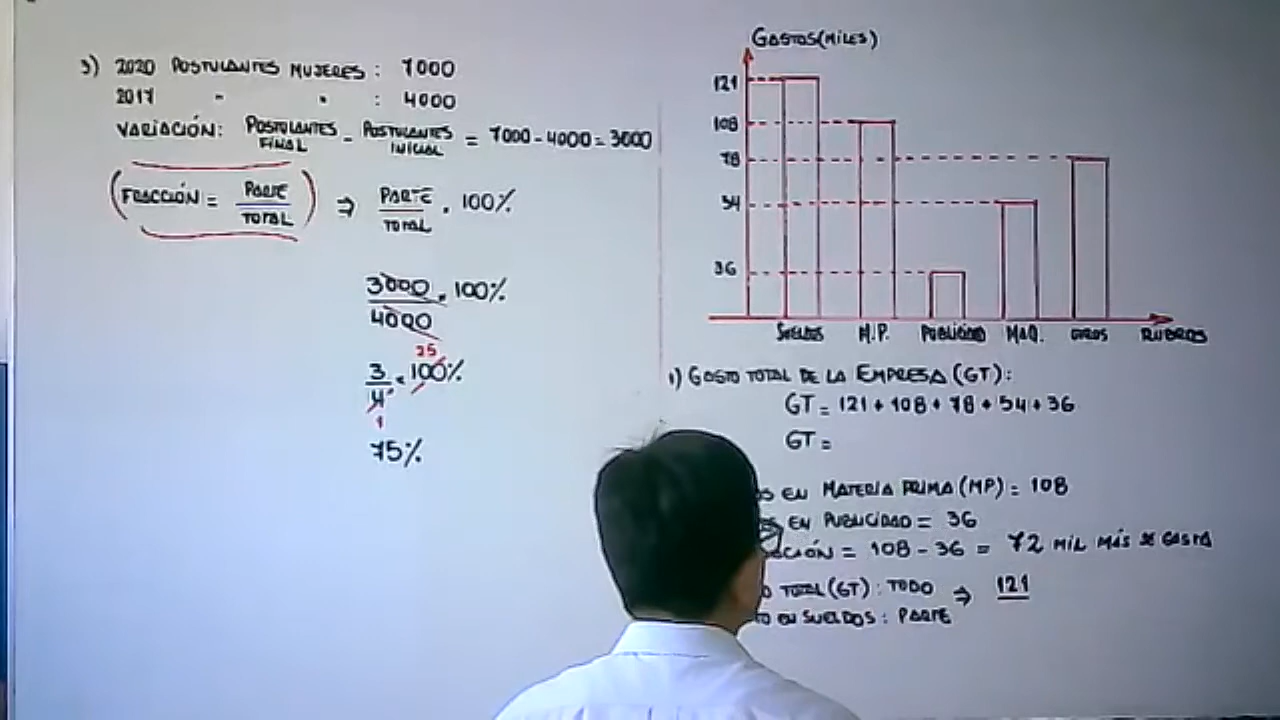 3) 2020 POSTULANTES MUJERES : 7000
2017 " " : 4000
VARIACIÓN: POSTULANTES FINAL - POSTULANTES INICIAL = 7000 - 4000 = 3000
(FRACCIÓN = PARTE / TOTAL) ⇒ PARTE / TOTAL . 100%
3000 / 4000 . 100%
25
3 / 4 . 100%
1
75%
GASTOS (MILES)
121
108
78
54
36
SUELDOS M.P. PUBLICIDAD MAQ. OTROS RUBROS
1) GASTO TOTAL DE LA EMPRESA (GT):
GT = 121 + 108 + 78 + 54 + 36
GT =
OS EN MATERIA PRIMA (MP) = 108
EN PUBLICIDAD = 36
CIÓN = 108 - 36 = 72 MIL MÁS SE GASTA
O TOTAL (GT) : TODO ⇒ 121
TO EN SUELDOS : PARTE